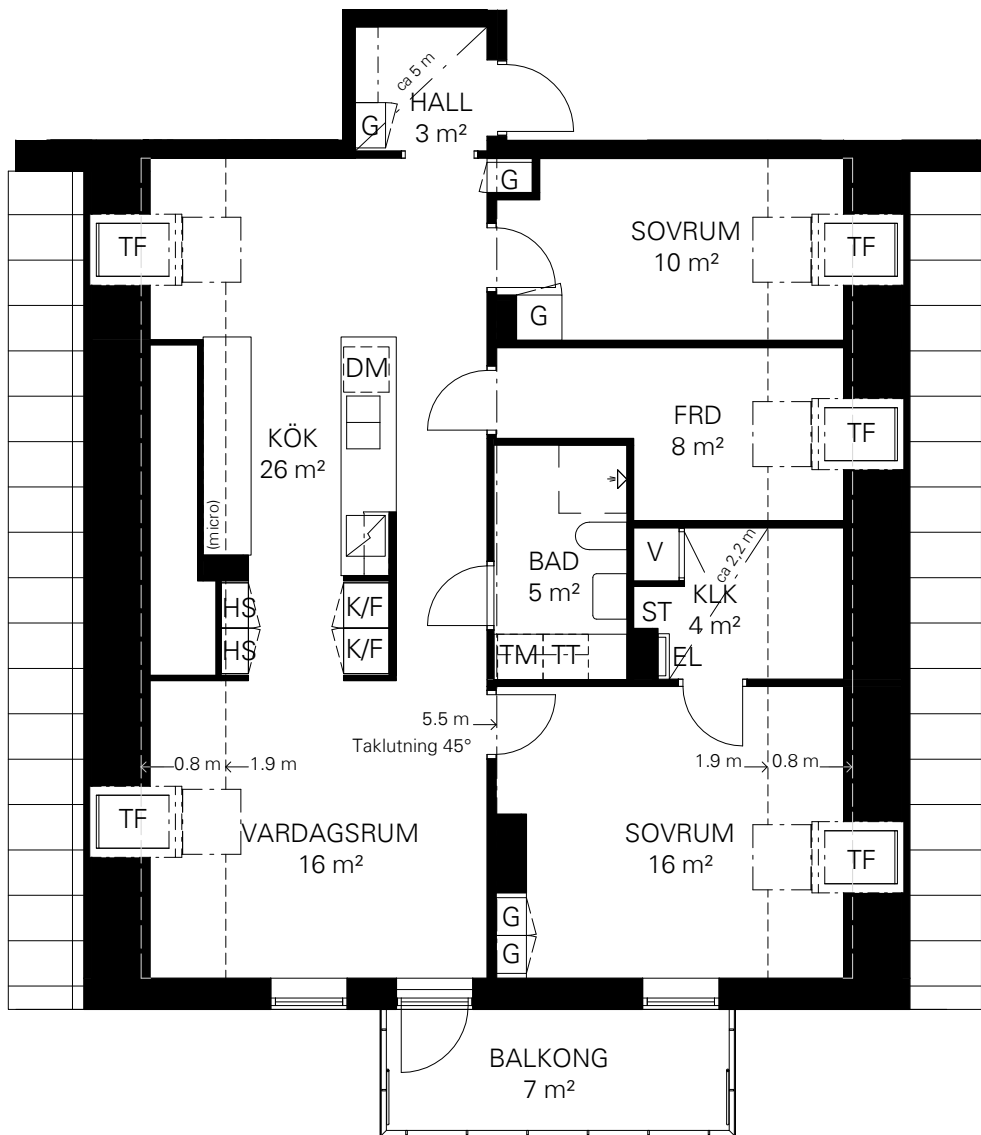 ca 5 m
HALL
3 m²
G
G
TF
SOVRUM
10 m²
TF
G
DM
KÖK
26 m²
(micro)
FRD
8 m²
TF
BAD
5 m²
V
ca 2,2 m
KLK
4 m²
ST
EL
HS
K/F
HS
K/F
TM
TT
5.5 m
Taklutning 45°
0.8 m
1.9 m
1.9 m
0.8 m
TF
VARDAGSRUM
16 m²
SOVRUM
16 m²
TF
G
G
BALKONG
7 m²